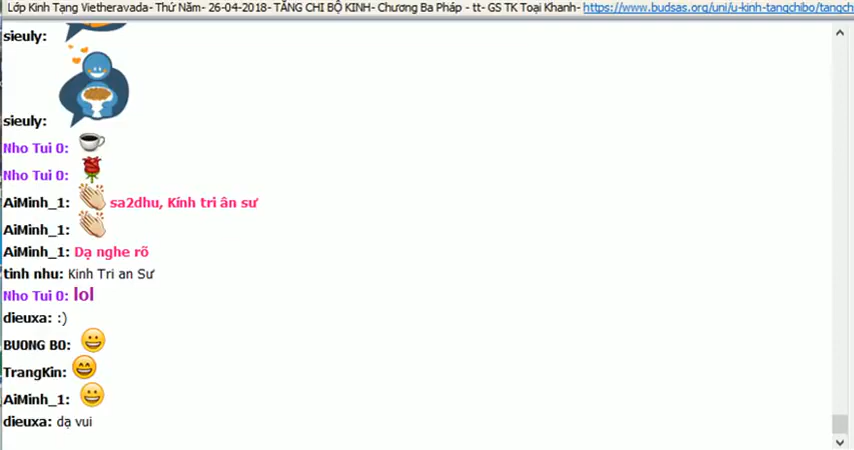 Lớp Kinh Tạng Vietheravada- Thứ Năm- 26-04-2018- TĂNG CHI BỘ KINH- Chương Ba Pháp - tt- GS TK Toại Khanh- https://www.budsas.org/uni/u-kinh-tangchibo/tangch
sieuly:
sieuly:
Nho Tui 0:
Nho Tui 0:
AiMinh_1: sa2dhu, Kính tri ân sư
AiMinh_1:
AiMinh_1: Dạ nghe rõ
tinh nhu: Kinh Tri an Sư
Nho Tui 0: lol
dieuxa: :)
BUONG BO:
TrangKin:
AiMinh_1:
dieuxa: dạ vui